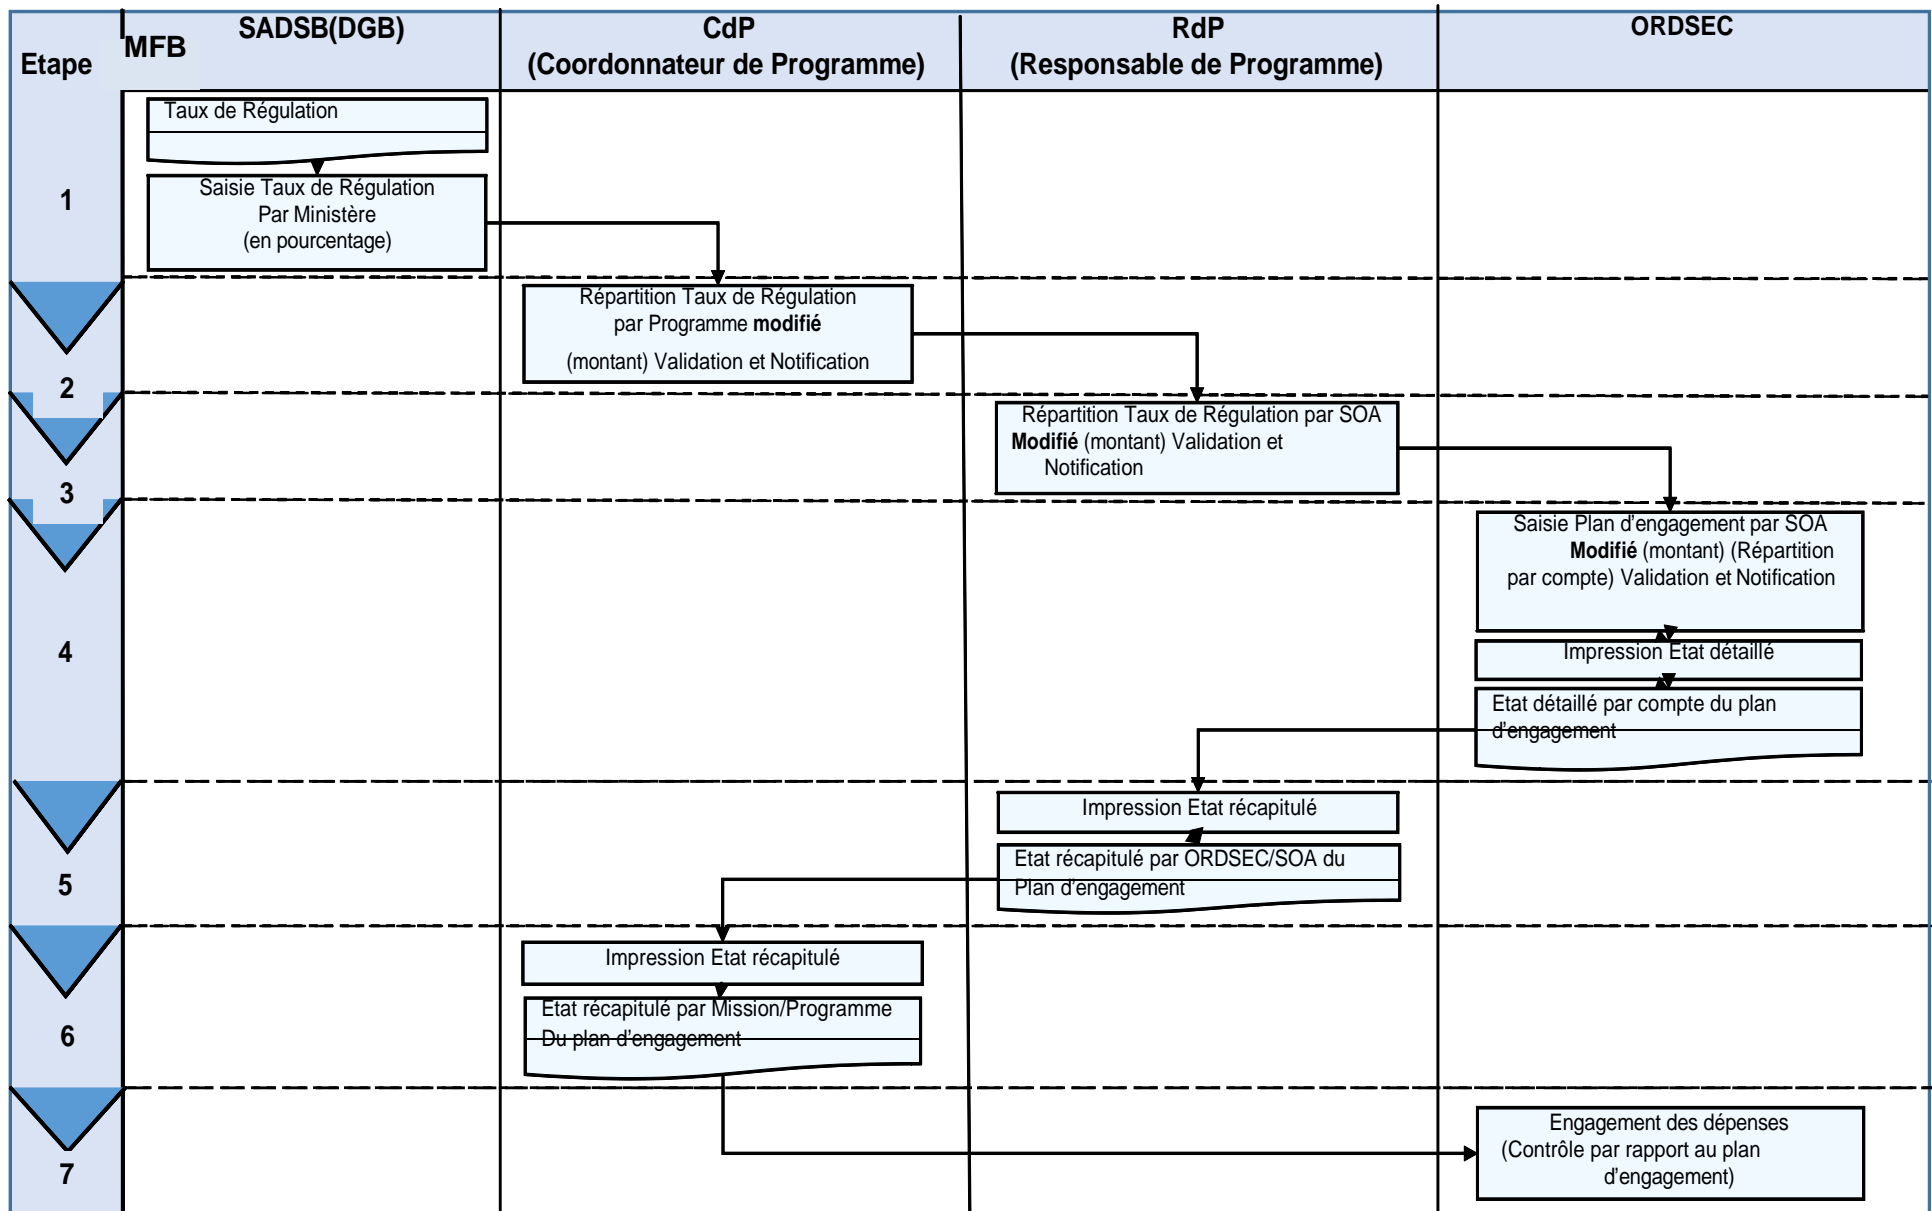 Etape
MFB
SADSB(DGB)
CdP
(Coordonnateur de Programme)
RdP
(Responsable de Programme)
ORDSEC
1
Taux de Régulation
Saisie Taux de Régulation
Par Ministère
(en pourcentage)
2
Répartition Taux de Régulation
par Programme modifié
(montant) Validation et Notification
3
Répartition Taux de Régulation par SOA
Modifié (montant) Validation et
Notification
4
Saisie Plan d'engagement par SOA
Modifié (montant) (Répartition
par compte) Validation et Notification
Impression Etat détaillé
Etat détaillé par compte du plan
d'engagement
5
Impression Etat récapitulé
Etat récapitulé par ORDSEC/SOA du
Plan d'engagement
6
Impression Etat récapitulé
Etat récapitulé par Mission/Programme
Du plan d'engagement
7
Engagement des dépenses
(Contrôle par rapport au plan
d'engagement)